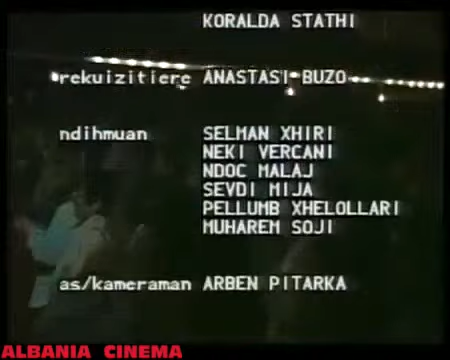 KORALDA STATHI
rekuizitiere ANASTASI BUZO
ndihmuan SELMAN XHIRI
NEKI VERCANI
NDOC MALAJ
SEVDI MIJA
PELLUMB XHELOLLARI
MUHAREM SOJI
as/kameraman ARBEN PITARKA
ALBANIA CINEMA